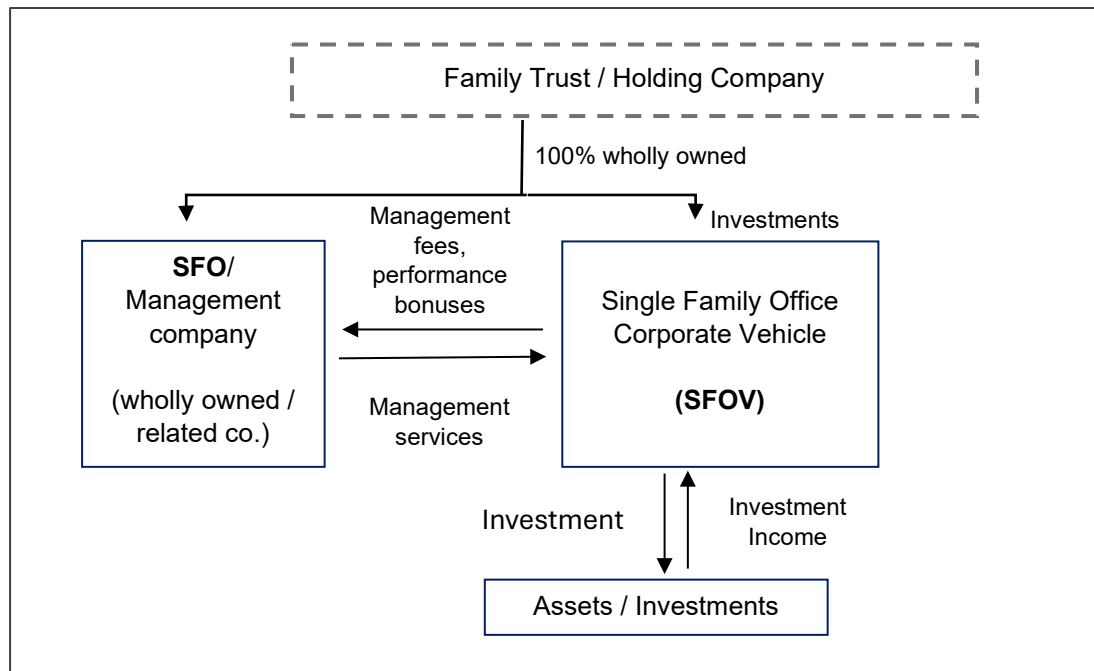 Family Trust / Holding Company
100% wholly owned
Management
fees,
performance
bonuses
Investments
SFO/
Management
company
(wholly owned /
related co.)
Single Family Office
Corporate Vehicle
(SFOV)
Management
services
Investment
Investment
Income
Assets / Investments